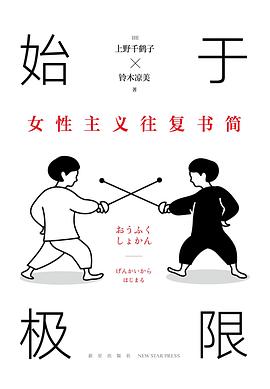 始于
[日]
上野千鹤子
×
铃木凉美
著
女性主义往复书简
おうふく
しょかん
げんかいから
はじまる
极限
新星出版社 NEW STAR PRESS